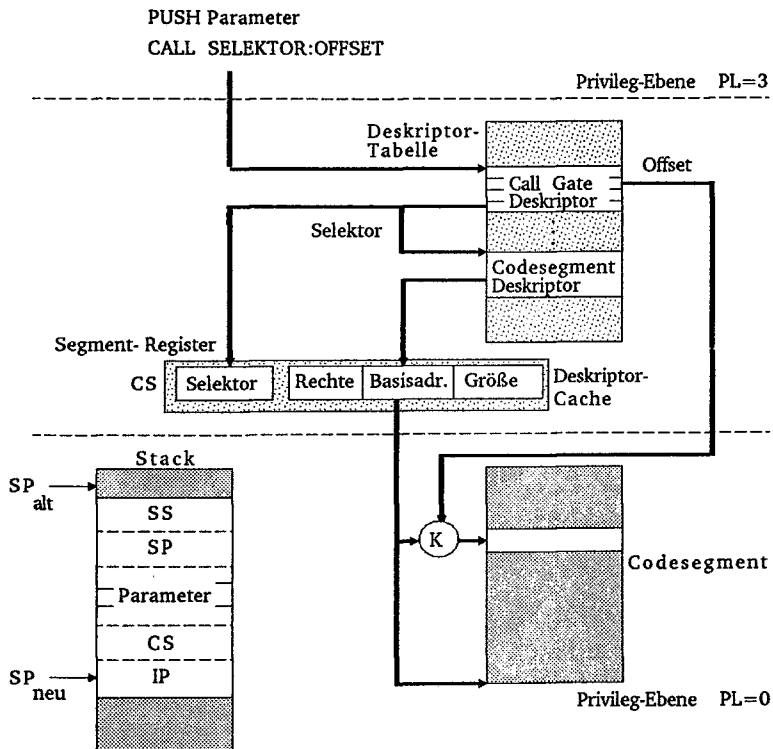 PUSH Parameter
CALL SELEKTOR:OFFSET
Privileg-Ebene PL=3
Deskriptor-
Tabelle
Call Gate
Deskriptor
Offset
Selektor
Codesegment
Deskriptor
Segment- Register
CS
Selektor
Rechte
Basisadr.
Größe
Deskriptor-
Cache
Stack
SP
alt
SS
SP
Parameter
CS
IP
SP
neu
K
Codesegment
Privileg-Ebene PL=0